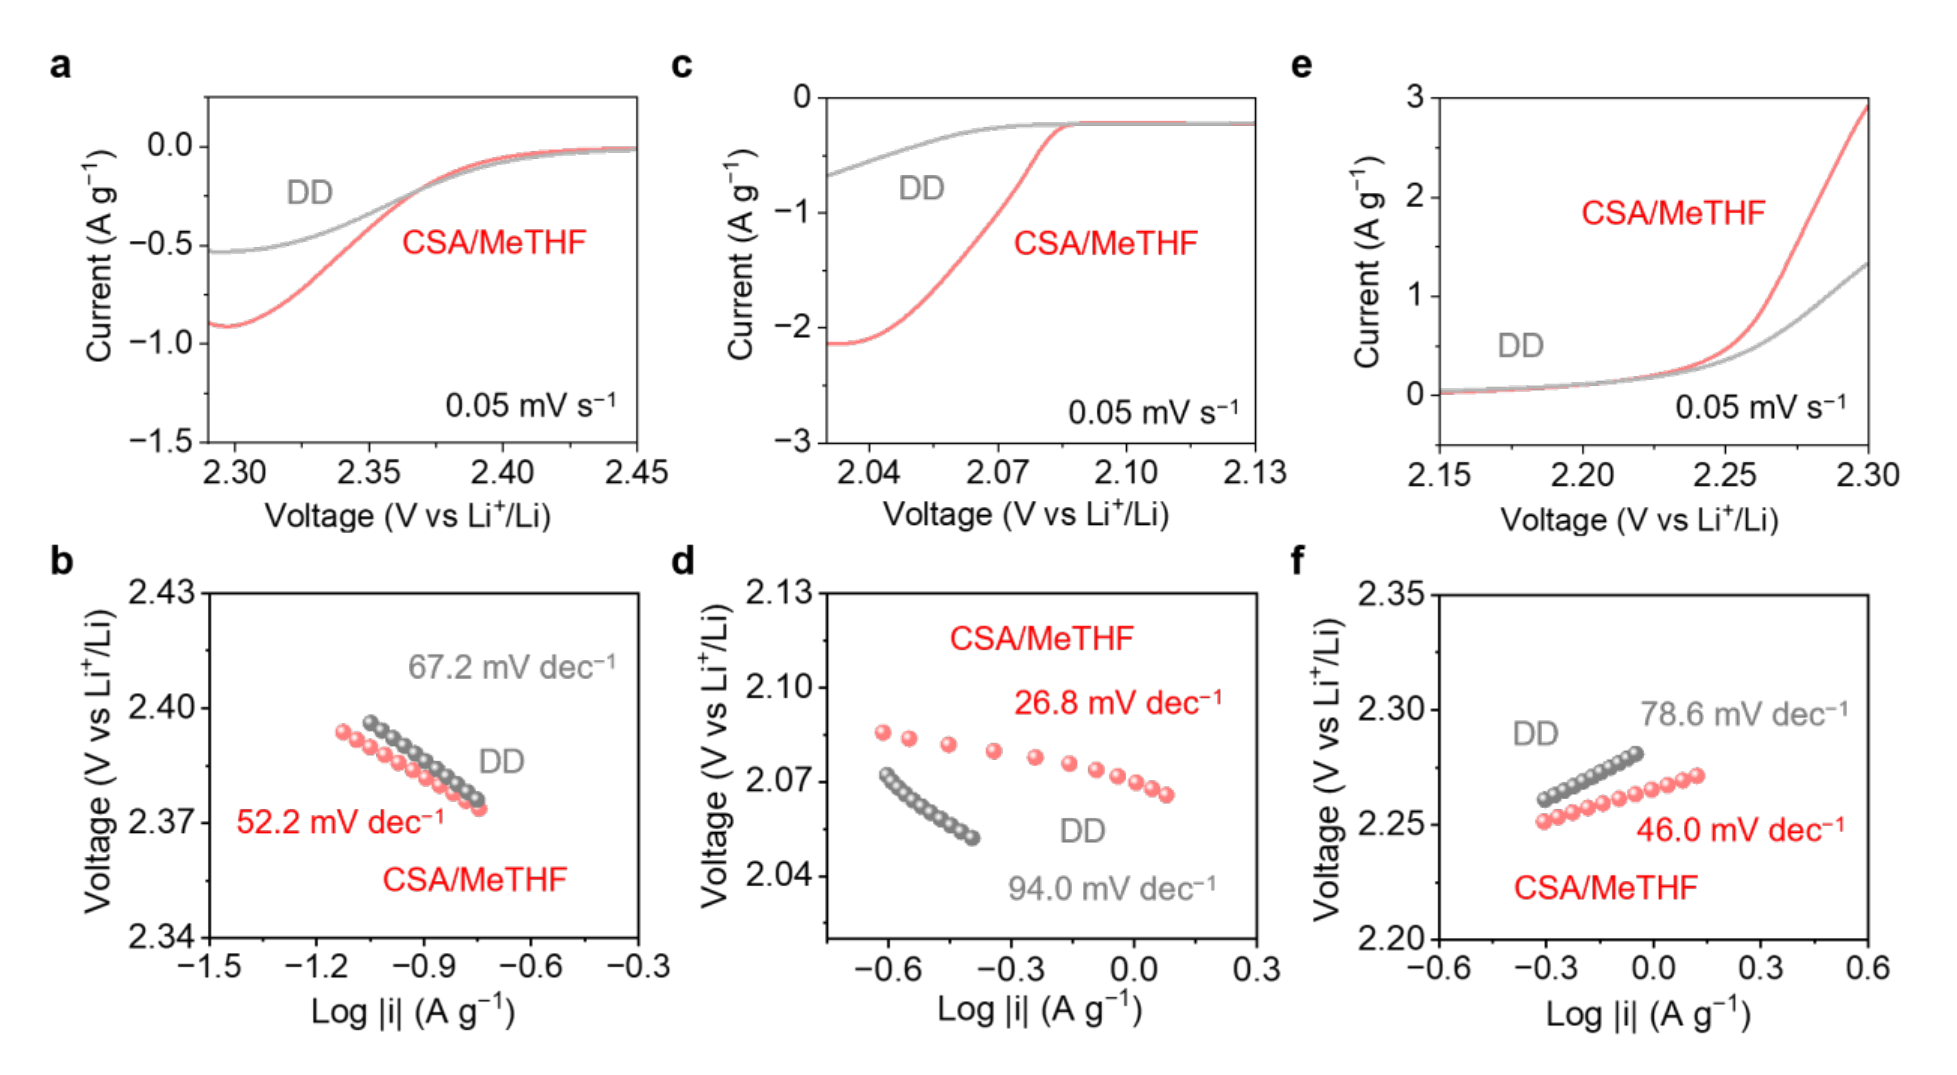 a
0.0
−0.5
−1.0
−1.5
Current (A g⁻¹)
DD
CSA/MeTHF
0.05 mV s⁻¹
2.30 2.35 2.40 2.45
Voltage (V vs Li⁺/Li)
c
0
−1
−2
−3
Current (A g⁻¹)
DD
CSA/MeTHF
0.05 mV s⁻¹
2.04 2.07 2.10 2.13
Voltage (V vs Li⁺/Li)
e
3
2
1
0
Current (A g⁻¹)
CSA/MeTHF
DD
0.05 mV s⁻¹
2.15 2.20 2.25 2.30
Voltage (V vs Li⁺/Li)
b
2.43
2.40
2.37
2.34
Voltage (V vs Li⁺/Li)
67.2 mV dec⁻¹
DD
52.2 mV dec⁻¹
CSA/MeTHF
−1.5 −1.2 −0.9 −0.6 −0.3
Log |i| (A g⁻¹)
d
2.13
2.10
2.07
2.04
Voltage (V vs Li⁺/Li)
CSA/MeTHF
26.8 mV dec⁻¹
DD
94.0 mV dec⁻¹
−0.6 −0.3 0.0 0.3
Log |i| (A g⁻¹)
f
2.35
2.30
2.25
2.20
Voltage (V vs Li⁺/Li)
78.6 mV dec⁻¹
DD
46.0 mV dec⁻¹
CSA/MeTHF
−0.6 −0.3 0.0 0.3 0.6
Log |i| (A g⁻¹)